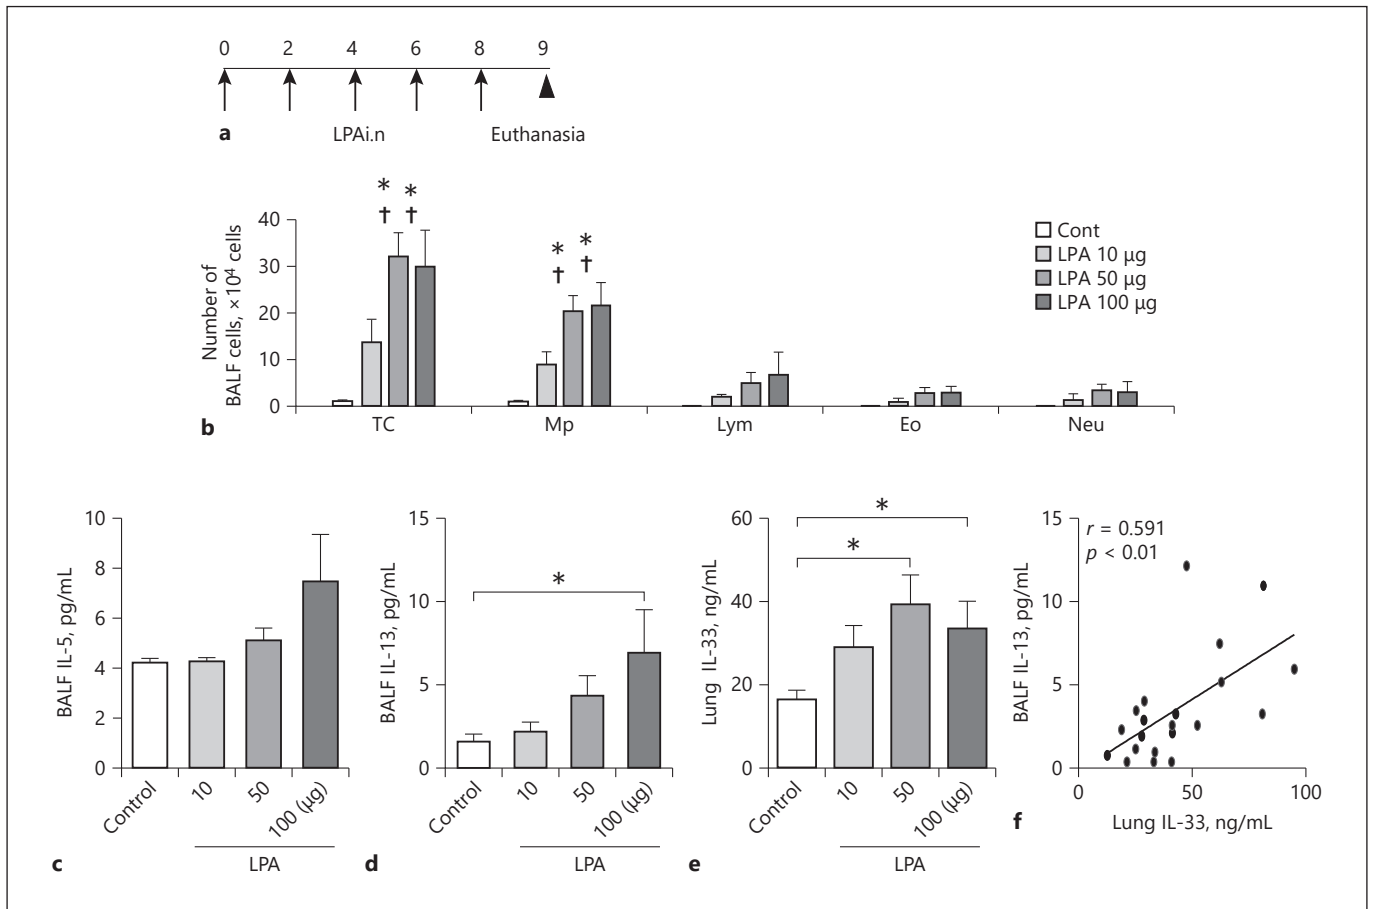 0 2 4 6 8 9
a LPAi.n Euthanasia
* *
† †
* *
† †
40
30
20
10
0
Number of
BALF cells, ×10⁴ cells
Cont
LPA 10 µg
LPA 50 µg
LPA 100 µg
TC Mp Lym Eo Neu
b
10
8
6
4
2
0
BALF IL-5, pg/mL
Control 10 50 100 (µg)
LPA
c
15
10
5
0
BALF IL-13, pg/mL
*
Control 10 50 100 (µg)
LPA
d
60
40
20
0
Lung IL-33, ng/mL
*
*
Control 10 50 100 (µg)
LPA
e
15
10
5
0
BALF IL-13, pg/mL
r = 0.591
p < 0.01
0 50 100
Lung IL-33, ng/mL
f